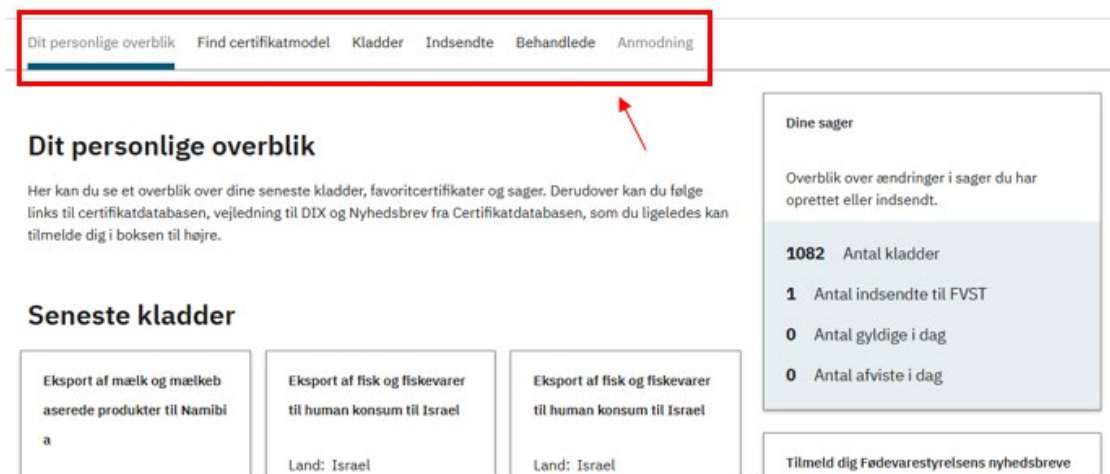 Dit personlige overblik Find certifikatmodel Kladder Indsendte Behandlede Anmodning
Dit personlige overblik
Her kan du se et overblik over dine seneste kladder, favoritcertifikater og sager. Derudover kan du følge
links til certifikatdatabasen, vejledning til DIX og Nyhedsbrev fra Certifikatdatabasen, som du ligeledes kan
tilmelde dig i boksen til højre.
Seneste kladder
Eksport af mælk og mælkeb
aserede produkter til Namibi
a
Eksport af fisk og fiskevarer
til human konsum til Israel
Land: Israel
Eksport af fisk og fiskevarer
til human konsum til Israel
Land: Israel
Dine sager
Overblik over ændringer i sager du har
oprettet eller indsendt.
1082 Antal kladder
1 Antal indsendte til FVST
0 Antal gyldige i dag
0 Antal afviste i dag
Tilmeld dig Fødevarestyrelsens nyhedsbreve